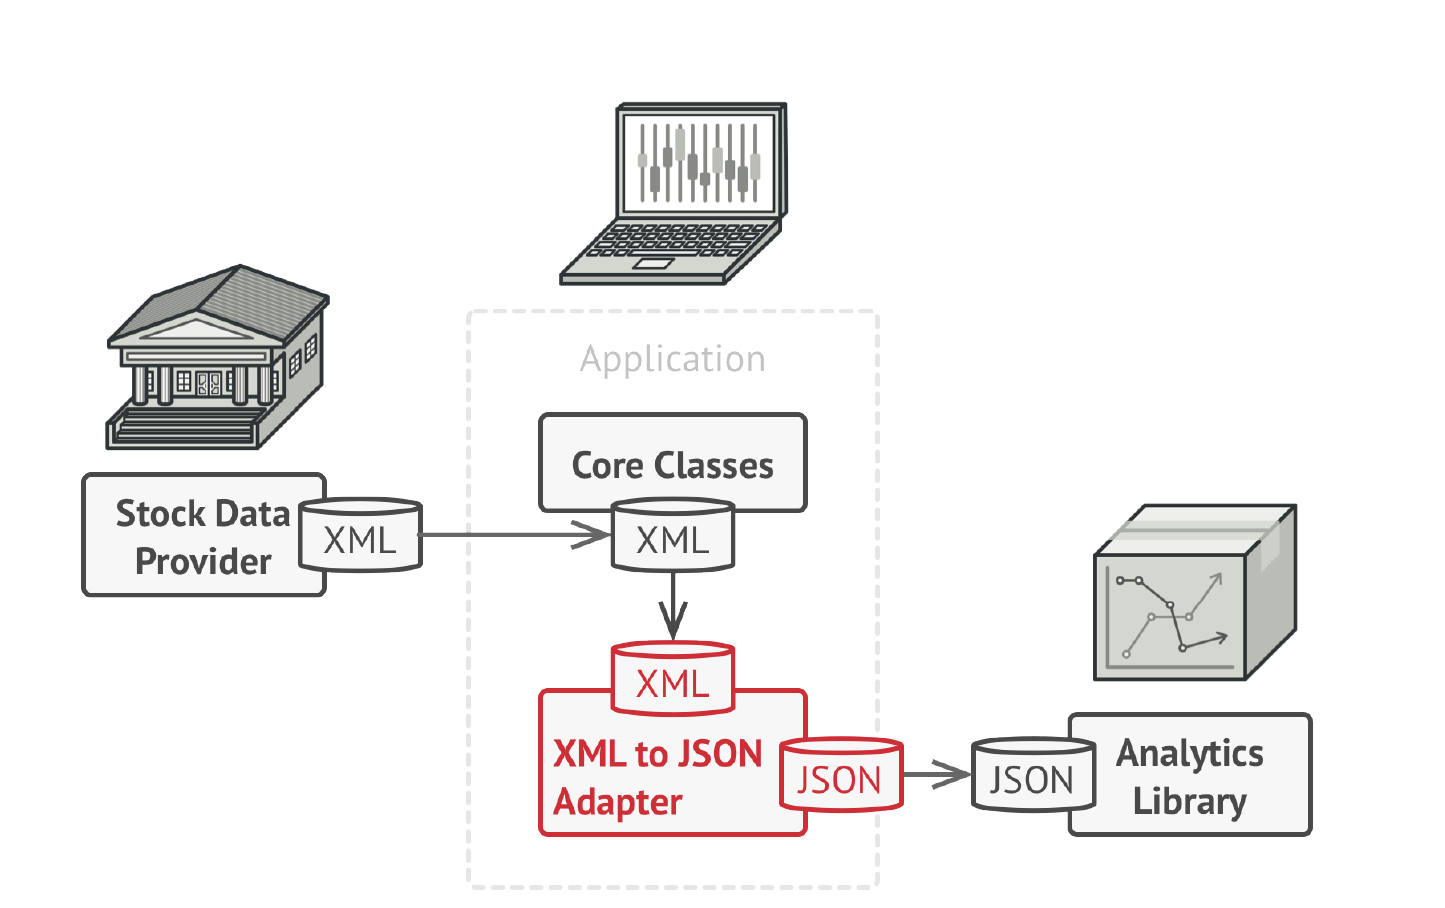 Application
Core Classes
Stock Data
Provider
XML
XML
XML
XML to JSON
Adapter
JSON
JSON
Analytics
Library